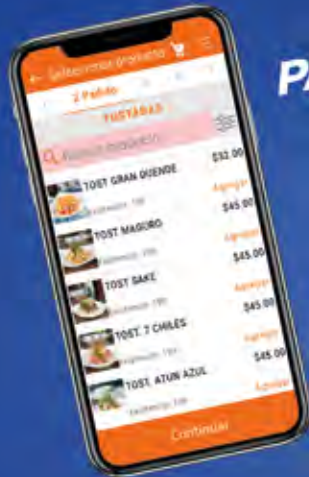 PA
2 Pedido
TOSTADAS
TOST GRAN DUENDE
$32.00
Agregar
TOST MAGURO
$45.00
Agregar
TOST SAKE
$45.00
Agregar
TOST. 7 CHILES
$45.00
Agregar
TOST. ATUN AZUL
$45.00
Agregar
Continuar